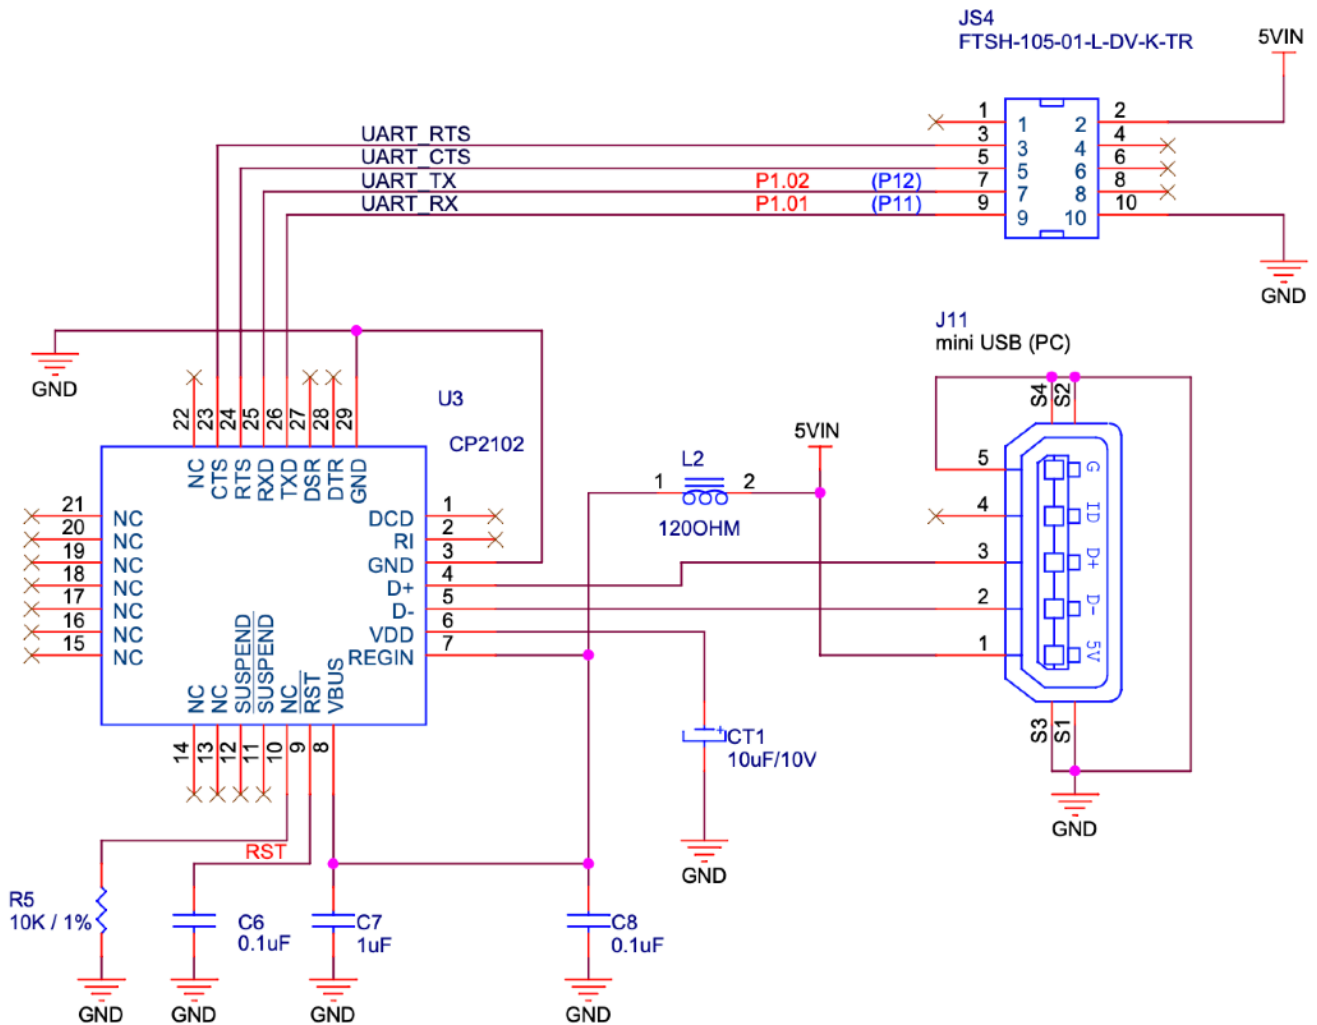 JS4
FTSH-105-01-L-DV-K-TR
5VIN
1 1 2 2
3 3 4 4
5 5 6 6
7 7 8 8
9 9 10 10
UART_RTS
UART_CTS
UART_TX P1.02 (P12)
UART_RX P1.01 (P11)
GND
GND
J11
mini USB (PC)
S4 S2
5 G
4 ID
3 D+
2 D-
1 5V
S3 S1
GND
U3
CP2102
22 23 24 25 26 27 28 29
NC CTS RTS RXD TXD DSR DTR GND
21 NC
20 NC
19 NC
18 NC
17 NC
16 NC
15 NC
DCD 1
RI 2
GND 3
D+ 4
D- 5
VDD 6
REGIN 7
NC NC SUSPEND SUSPEND NC RST VBUS
14 13 12 11 10 9 8
5VIN
L2
1 2
120OHM
CT1
+
10uF/10V
GND
RST
R5
10K / 1%
C6
0.1uF
C7
1uF
C8
0.1uF
GND
GND
GND
GND